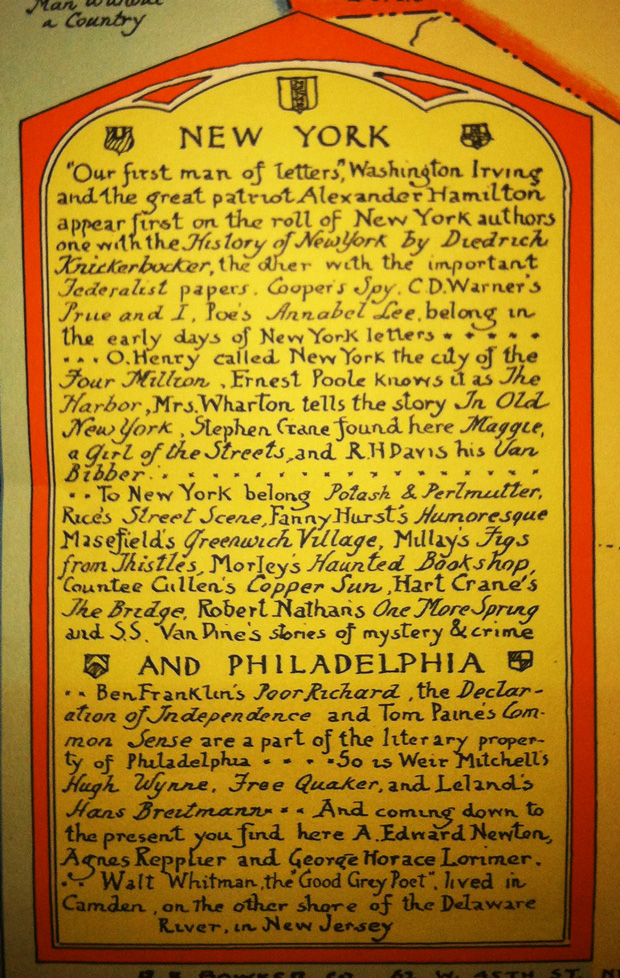 Man Without
a Country
NEW YORK
"Our first man of letters", Washington Irving
and the great patriot Alexander Hamilton
appear first on the roll of New York authors
one with the History of New York by Diedrich
Knickerbocker, the other with the important
Federalist papers. Cooper's Spy, C.D. Warner's
Prue and I, Poe's Annabel Lee, belong in
the early days of New York letters • • • • •
• • • O. Henry called New York the city of the
Four Million, Ernest Poole knows it as The
Harbor, Mrs. Wharton tells the story In Old
New York, Stephen Crane found here Maggie,
a Girl of the Streets, and R.H Davis his Van
Bibber. • • • • • • • • • • • • • •
• • To New York belong Potash & Perlmutter,
Rice's Street Scene, Fanny Hurst's Humoresque
Masefield's Greenwich Village, Millay's Figs
from Thistles, Morley's Haunted Bookshop,
Countee Cullen's Copper Sun, Hart Crane's
The Bridge, Robert Nathans One More Spring
and S.S. Van Dine's stories of mystery & crime
AND PHILADELPHIA
• • Ben Franklin's Poor Richard, the Declar-
ation of Independence and Tom Paine's Com-
mon Sense are a part of the literary proper-
ty of Philadelphia • • • • So is Weir Mitchell's
Hugh Wynne, Free Quaker, and Leland's
Hans Breitmann • • • And coming down to
the present you find here A. Edward Newton,
Agnes Repplier and George Horace Lorimer.
• • Walt Whitman, the "Good Grey Poet", lived in
Camden, on the other shore of the Delaware
River, in New Jersey
R.R. BOWKER CO. 62 W. 45TH ST. N